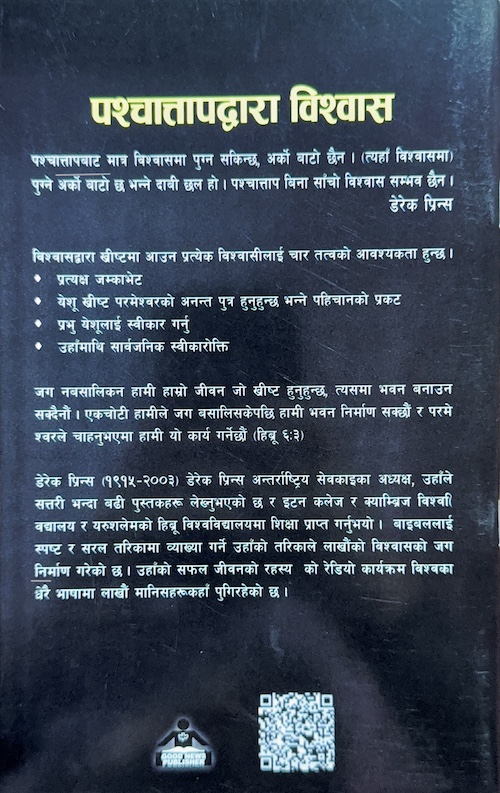 पश्चात्तापद्वारा विश्वास
पश्चात्तापबाट मात्र विश्वासमा पुग्न सकिन्छ, अर्को बाटो छैन । (त्यहाँ विश्वासमा)
पुग्ने अर्को बाटो छ भन्ने दाबी छल हो । पश्चात्ताप बिना साँचो विश्वास सम्भव छैन ।
डेरेक प्रिन्स
विश्वासद्वारा ख्रीष्टमा आउन प्रत्येक विश्वासीलाई चार तत्वको आवश्यकता हुन्छ ।
• प्रत्यक्ष जम्काभेट
• येशू ख्रीष्ट परमेश्वरको अनन्त पुत्र हुनुहुन्छ भन्ने पहिचानको प्रकट
• प्रभु येशूलाई स्वीकार गर्नु
• उहाँमाथि सार्वजनिक स्वीकारोक्ति
जग नबसालिकन हामी हाम्रो जीवन जो ख्रीष्ट हुनुहुन्छ, त्यसमा भवन बनाउन
सक्दैनौं । एकचोटी हामीले जग बसालिसकेपछि हामी भवन निर्माण सक्छौं र परमे
श्वरले चाहनुभएमा हामी यो कार्य गर्नेछौं (हिब्रू ६:३)
डेरेक प्रिन्स (१९१५-२००३) डेरेक प्रिन्स अन्तर्राष्ट्रिय सेवकाइका अध्यक्ष, उहाँले
सत्तरी भन्दा बढी पुस्तकहरू लेख्नुभएको छ र इटन कलेज र क्याम्ब्रिज विश्ववि
द्यालय र यरुशलेमको हिब्रू विश्वविद्यालयमा शिक्षा प्राप्त गर्नुभयो । बाइबललाई
स्पष्ट र सरल तरिकामा व्याख्या गर्ने उहाँको तरिकाले लाखौंको विश्वासको जग
निर्माण गरेको छ । उहाँको सफल जीवनको रहस्य को रेडियो कार्यक्रम विश्वका
धेरै भाषामा लाखौं मानिसहरूकहाँ पुगिरहेको छ ।
GOOD NEWS
PUBLISHER